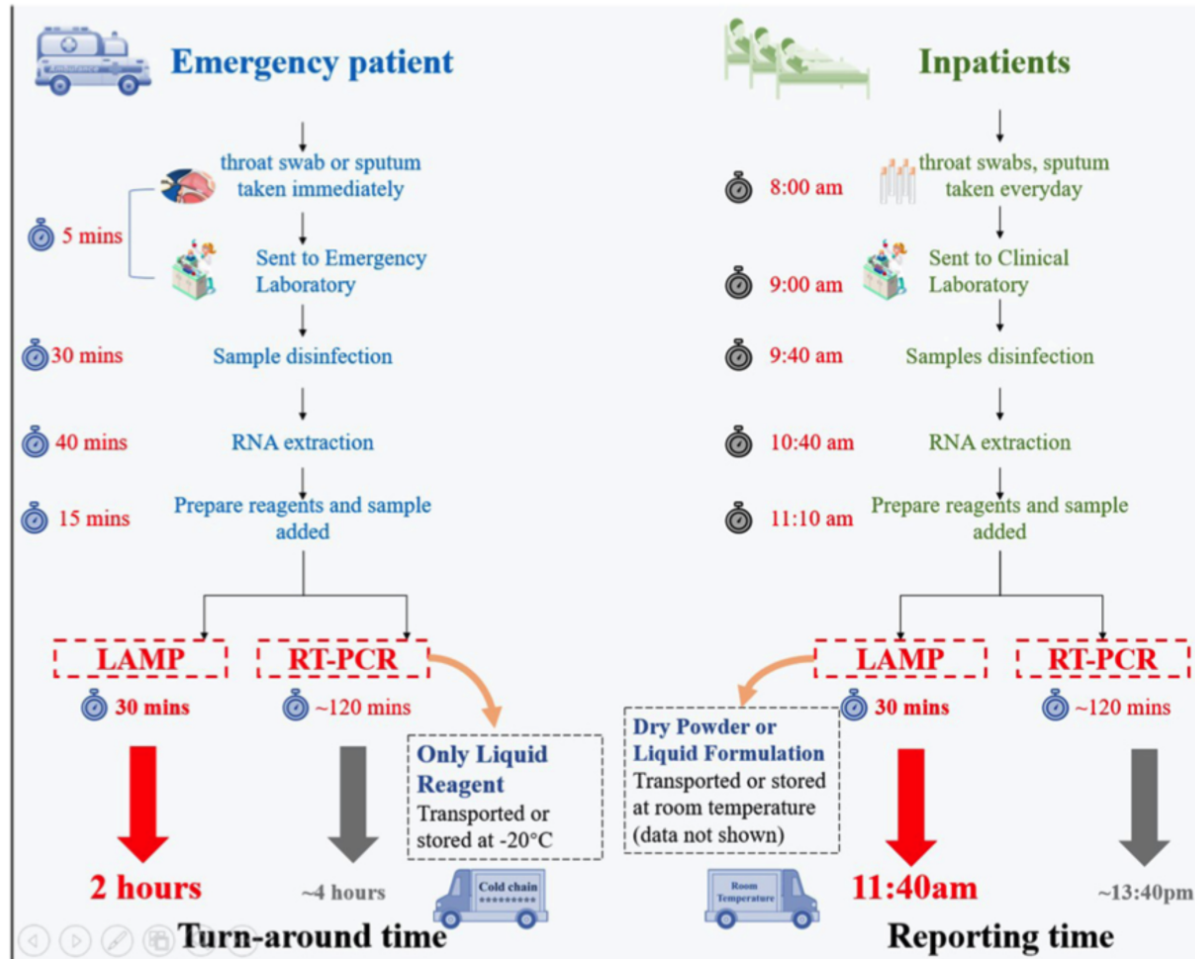 Emergency patient
throat swab or sputum
taken immediately
5 mins
Sent to Emergency
Laboratory
30 mins
Sample disinfection
40 mins
RNA extraction
15 mins
Prepare reagents and sample
added
LAMP
RT-PCR
30 mins
~120 mins
Only Liquid
Reagent
Transported or
stored at -20°C
Cold chain
*********
2 hours
~4 hours
Turn-around time
Inpatients
8:00 am
throat swabs, sputum
taken everyday
9:00 am
Sent to Clinical
Laboratory
9:40 am
Samples disinfection
10:40 am
RNA extraction
11:10 am
Prepare reagents and sample
added
LAMP
RT-PCR
30 mins
~120 mins
Dry Powder or
Liquid Formulation
Transported or stored
at room temperature
(data not shown)
Room
Temperature
11:40am
~13:40pm
Reporting time